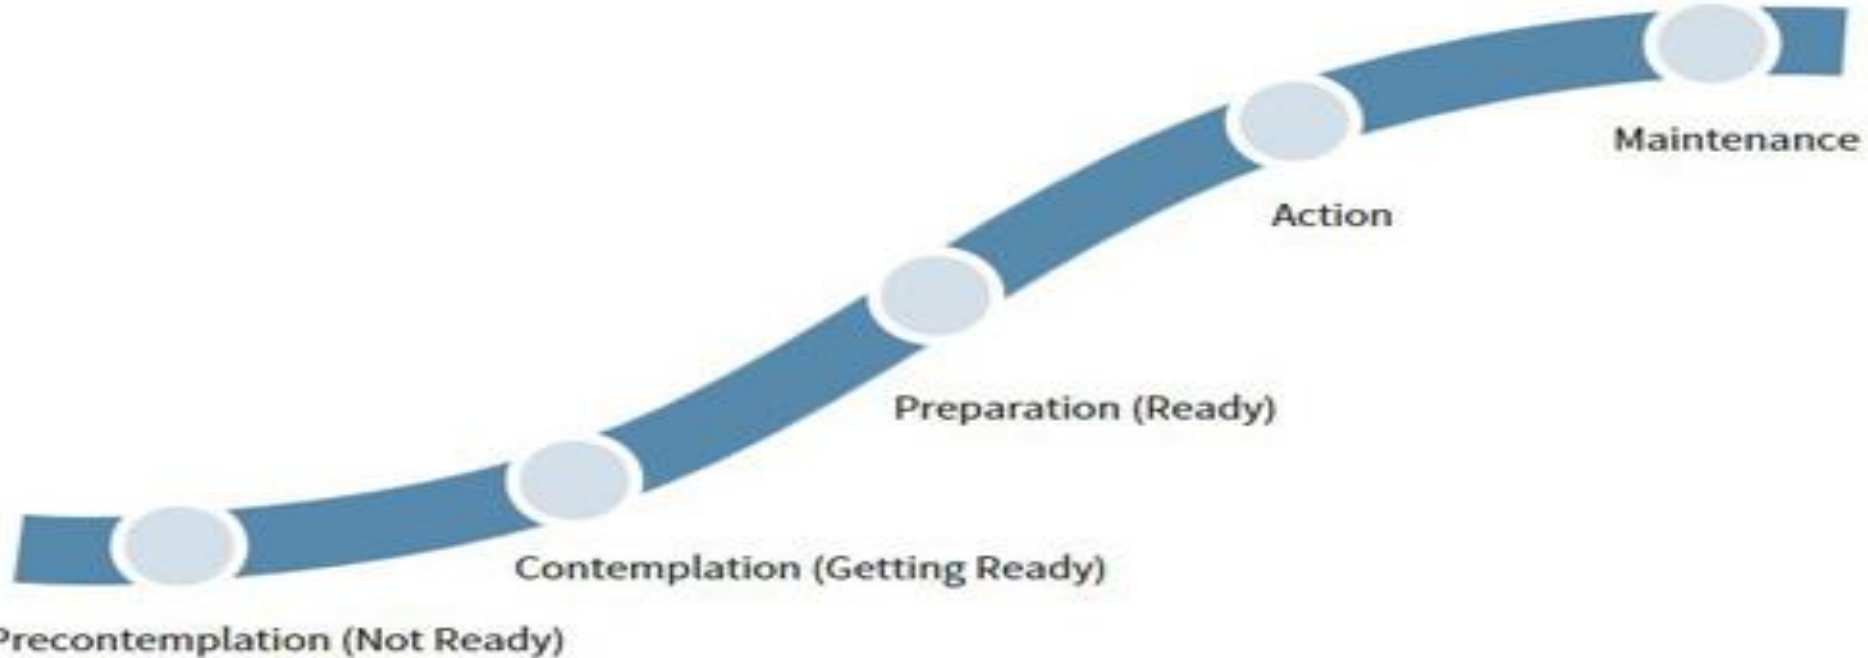 Maintenance
Action
Preparation (Ready)
Contemplation (Getting Ready)
Precontemplation (Not Ready)